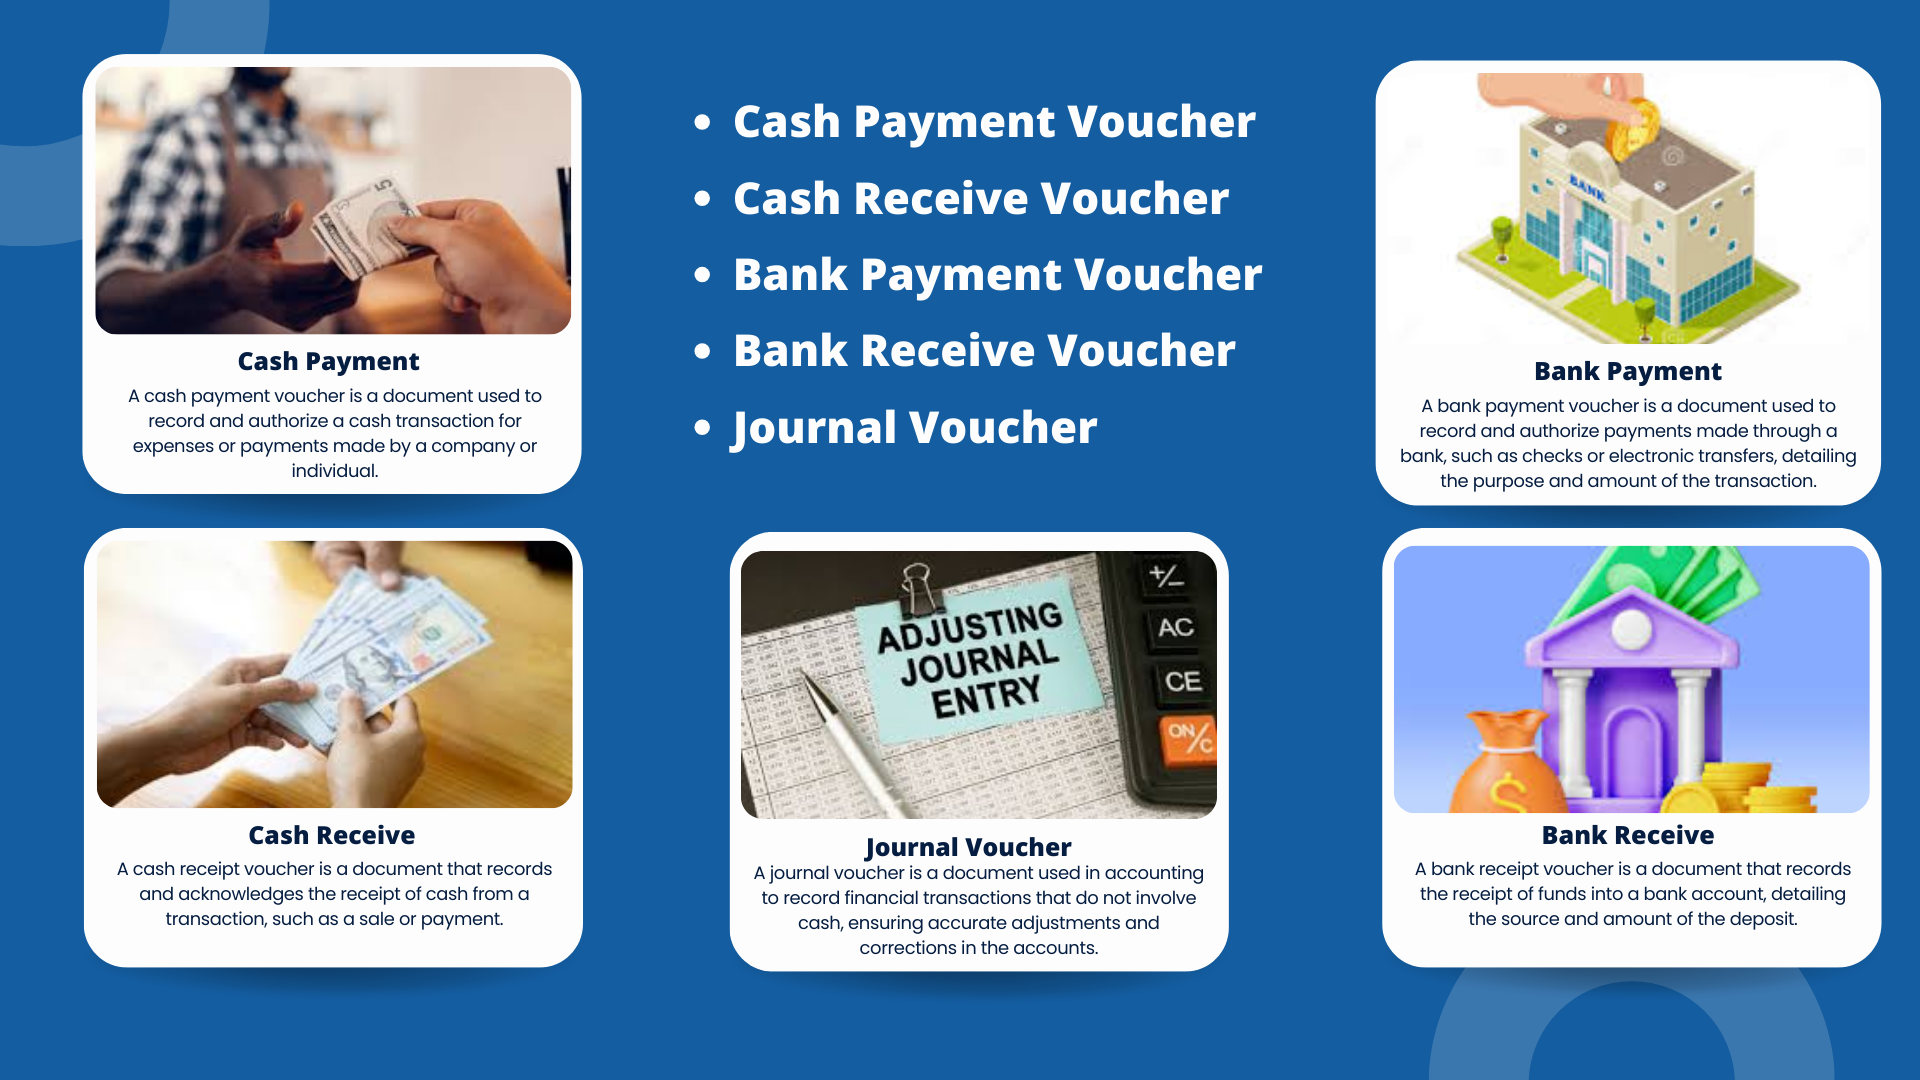 Cash Payment
A cash payment voucher is a document used to
record and authorize a cash transaction for
expenses or payments made by a company or
individual.
Cash Receive
A cash receipt voucher is a document that records
and acknowledges the receipt of cash from a
transaction, such as a sale or payment.
• Cash Payment Voucher
• Cash Receive Voucher
• Bank Payment Voucher
• Bank Receive Voucher
• Journal Voucher
ADJUSTING
JOURNAL
ENTRY
+/−
AC
CE
ON/C
Journal Voucher
A journal voucher is a document used in accounting
to record financial transactions that do not involve
cash, ensuring accurate adjustments and
corrections in the accounts.
BANK
Bank Payment
A bank payment voucher is a document used to
record and authorize payments made through a
bank, such as checks or electronic transfers, detailing
the purpose and amount of the transaction.
$
Bank Receive
A bank receipt voucher is a document that records
the receipt of funds into a bank account, detailing
the source and amount of the deposit.